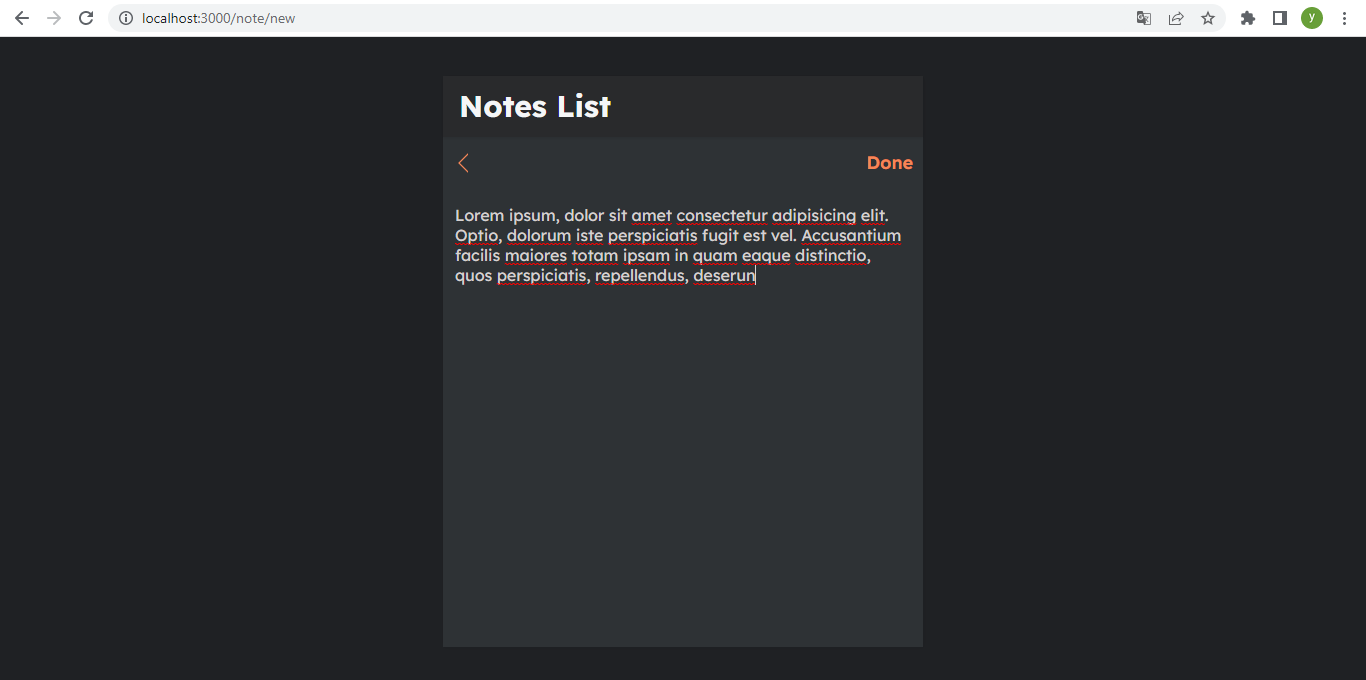 localhost:3000/note/new
y
Notes List
Done
Lorem ipsum, dolor sit amet consectetur adipisicing elit.
Optio, dolorum iste perspiciatis fugit est vel. Accusantium
facilis maiores totam ipsam in quam eaque distinctio,
quos perspiciatis, repellendus, deserun